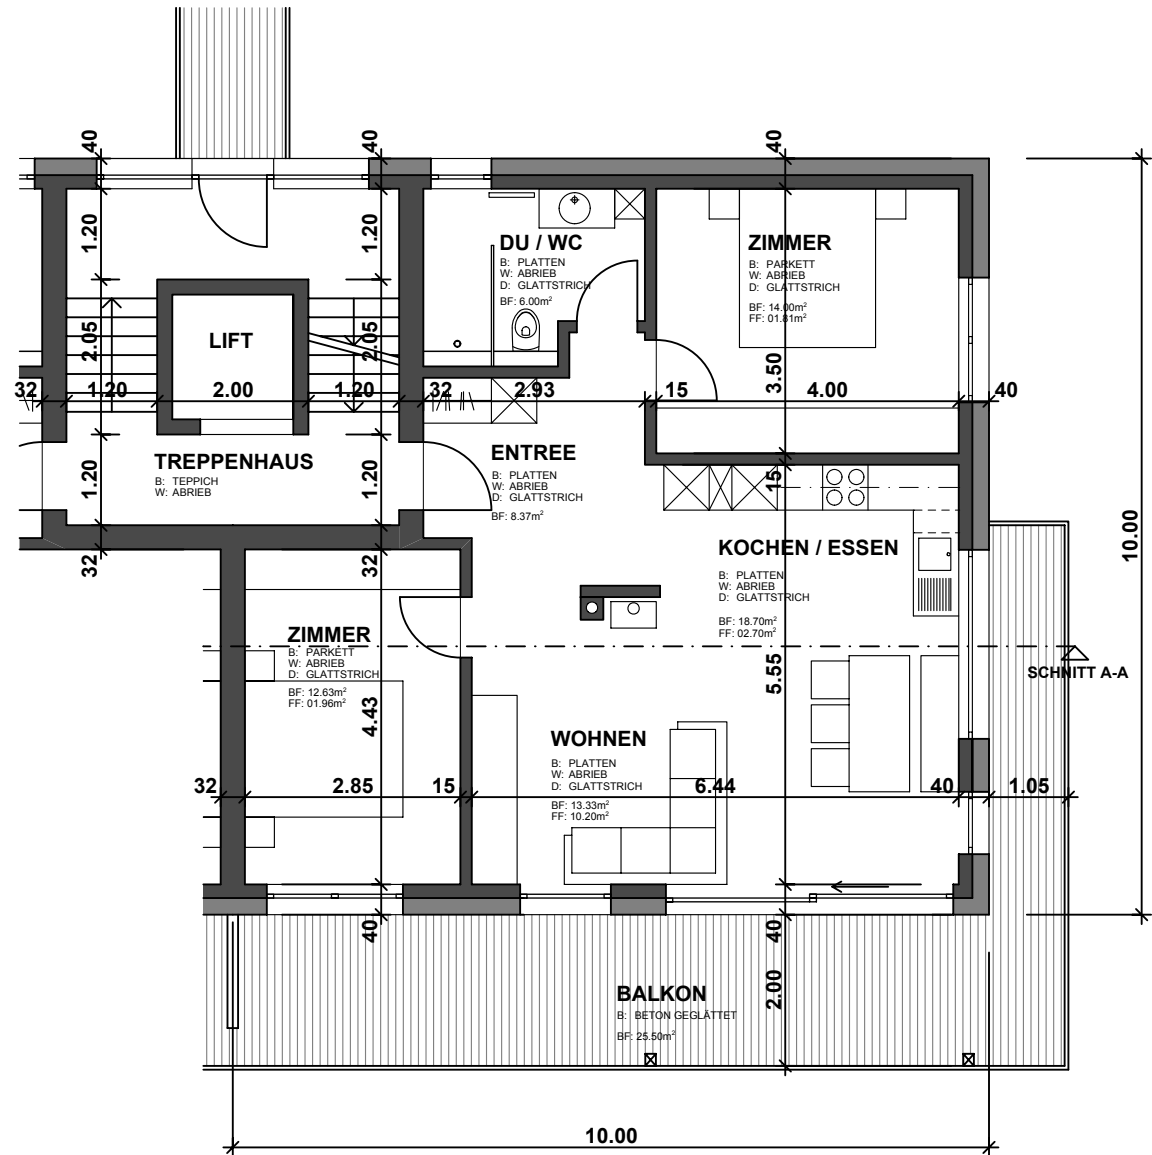 40
40
40
1.20
1.20
DU / WC
B: PLATTEN
W: ABRIEB
D: GLATTSTRICH
BF: 6.00m²
ZIMMER
B: PARKETT
W: ABRIEB
D: GLATTSTRICH
BF: 14.00m²
FF: 01.81m²
LIFT
2.05
2.05
3.50
32
1.20
2.00
1.20
32
2.93
15
4.00
40
TREPPENHAUS
B: TEPPICH
W: ABRIEB
1.20
1.20
ENTREE
B: PLATTEN
W: ABRIEB
D: GLATTSTRICH
BF: 8.37m²
15
10.00
32
32
KOCHEN / ESSEN
B: PLATTEN
W: ABRIEB
D: GLATTSTRICH
BF: 18.70m²
FF: 02.70m²
ZIMMER
B: PARKETT
W: ABRIEB
D: GLATTSTRICH
BF: 12.63m²
FF: 01.96m²
5.55
SCHNITT A-A
4.43
WOHNEN
B: PLATTEN
W: ABRIEB
D: GLATTSTRICH
BF: 13.33m²
FF: 10.20m²
32
2.85
15
6.44
40
1.05
40
40
2.00
BALKON
B: BETON GEGLÄTTET
BF: 25.50m²
10.00